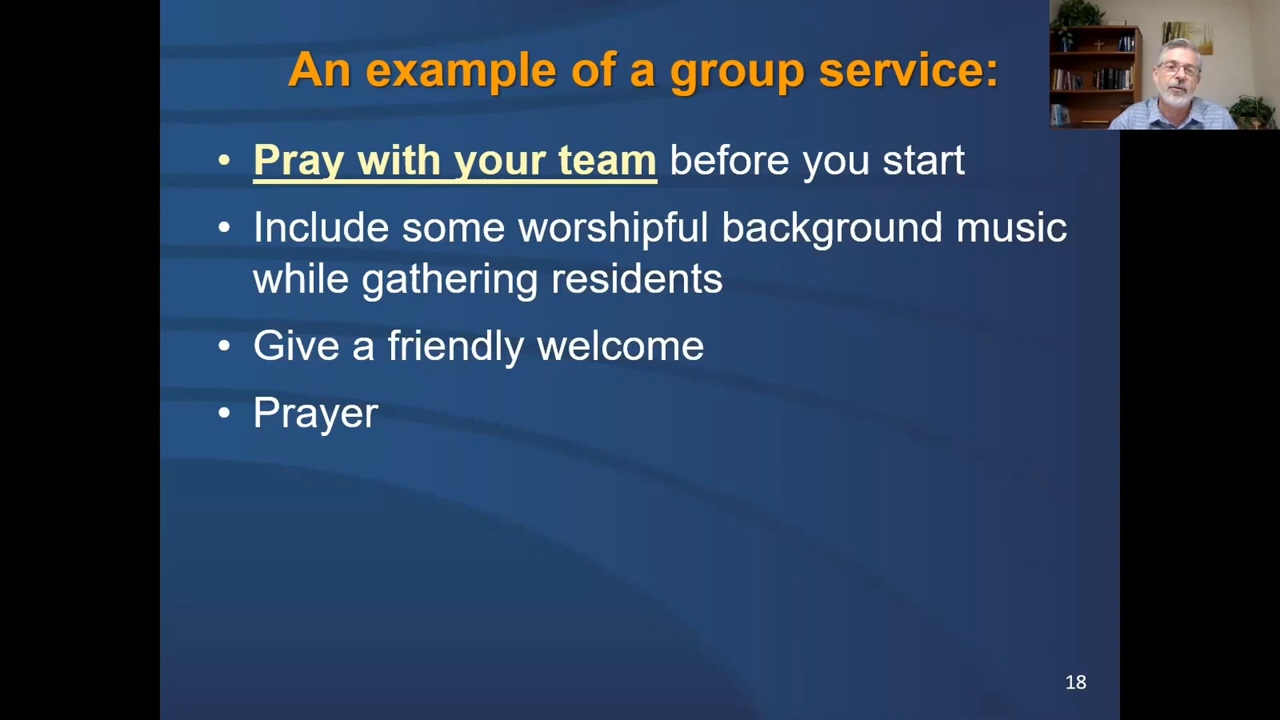 An example of a group service:
• Pray with your team before you start
• Include some worshipful background music
while gathering residents
• Give a friendly welcome
• Prayer
18